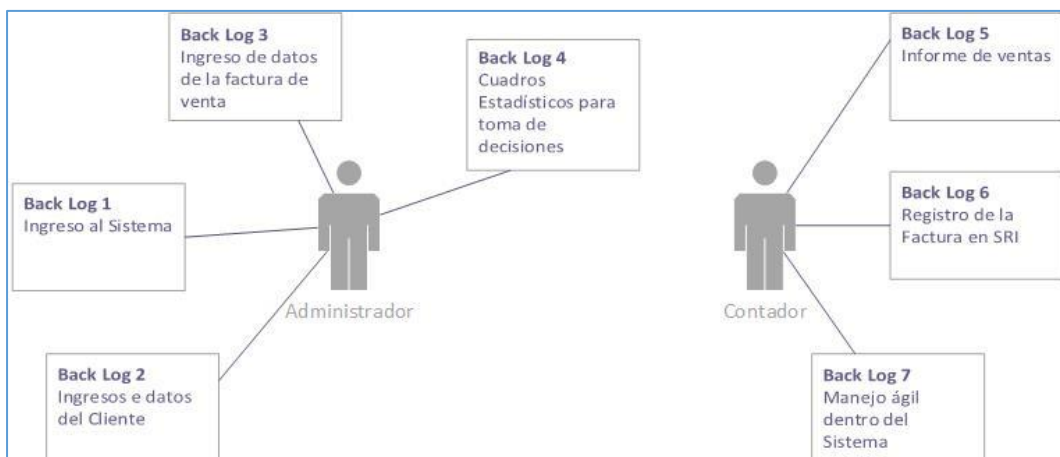 Back Log 3
Ingreso de datos
de la factura de
venta
Back Log 4
Cuadros
Estadísticos para
toma de
decisiones
Back Log 1
Ingreso al Sistema
Back Log 2
Ingresos e datos
del Cliente
Administrador
Back Log 5
Informe de ventas
Back Log 6
Registro de la
Factura en SRI
Back Log 7
Manejo ágil
dentro del
Sistema
Contador